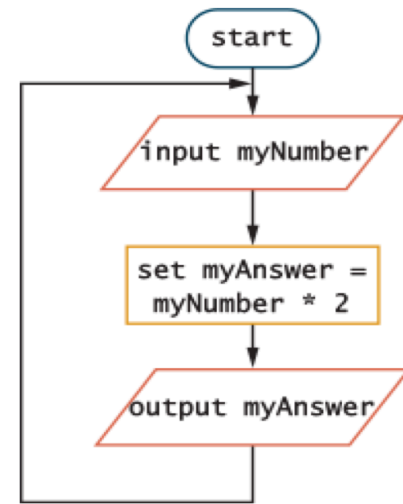 start
input myNumber
set myAnswer =
myNumber * 2
output myAnswer